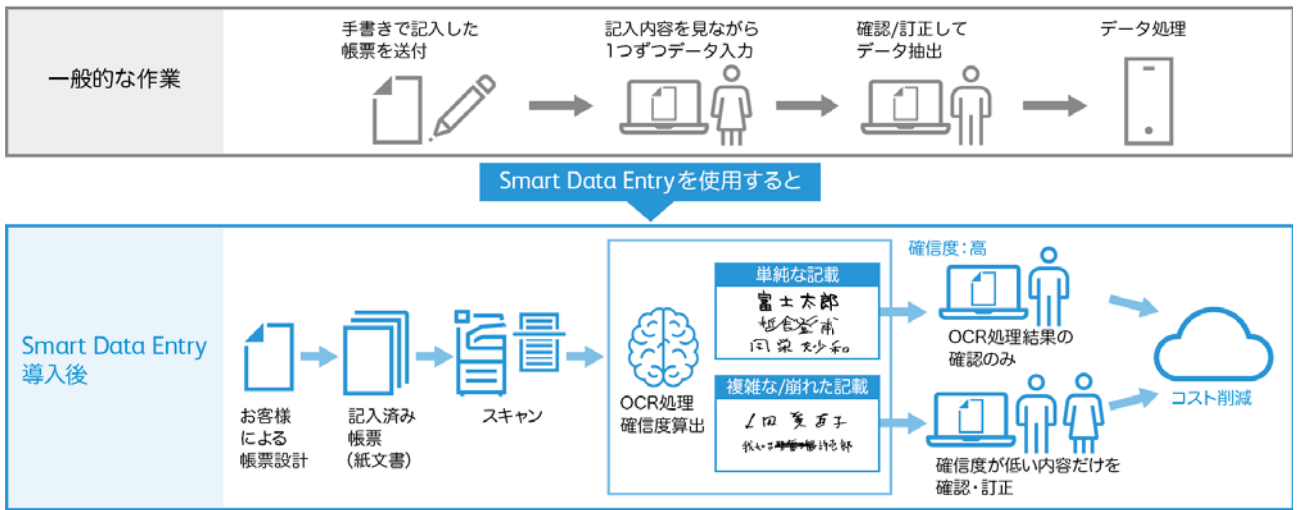 手書きで記入した
帳票を送付
記入内容を見ながら
1つずつデータ入力
確認/訂正して
データ抽出
データ処理
一般的な作業
Smart Data Entryを使用すると
Smart Data Entry
導入後
お客様
による
帳票設計
記入済み
帳票
(紙文書)
スキャン
OCR処理
確信度算出
単純な記載
富士太郎
複雑な/崩れた記載
確信度:高
OCR処理結果の
確認のみ
確信度が低い内容だけを
確認・訂正
コスト削減